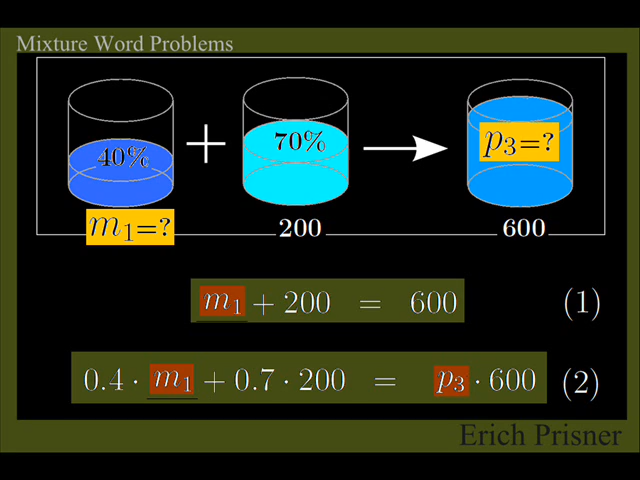 Mixture Word Problems
40% + 70% p₃=?
m₁=? 200 600
m₁ + 200 = 600 (1)
0.4 · m₁ + 0.7 · 200 = p₃ · 600 (2)
Erich Prisner